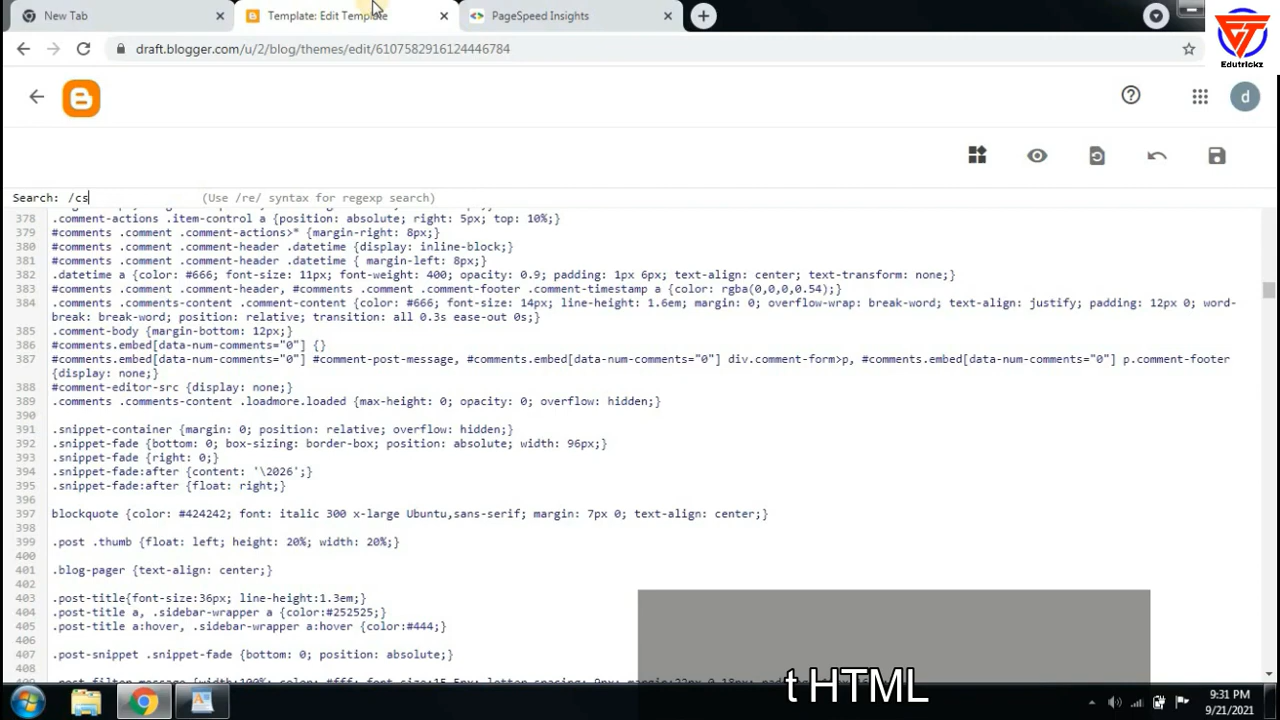 New Tab
Template: Edit Template
PageSpeed Insights
draft.blogger.com/u/2/blog/themes/edit/6107582916124446784
Edutrickz
d
Search: /cs (Use /re/ syntax for regexp search)
378 .comment-actions .item-control a {position: absolute; right: 5px; top: 10%;}
379 #comments .comment .comment-actions>* {margin-right: 8px;}
380 #comments .comment .comment-header .datetime {display: inline-block;}
381 #comments .comment .comment-header .datetime { margin-left: 8px;}
382 .datetime a {color: #666; font-size: 11px; font-weight: 400; opacity: 0.9; padding: 1px 6px; text-align: center; text-transform: none;}
383 #comments .comment .comment-header, #comments .comment .comment-footer .comment-timestamp a {color: rgba(0,0,0,0.54);}
384 .comments .comments-content .comment-content {color: #666; font-size: 14px; line-height: 1.6em; margin: 0; overflow-wrap: break-word; text-align: justify; padding: 12px 0; word-
break: break-word; position: relative; transition: all 0.3s ease-out 0s;}
385 .comment-body {margin-bottom: 12px;}
386 #comments.embed[data-num-comments="0"] {}
387 #comments.embed[data-num-comments="0"] #comment-post-message, #comments.embed[data-num-comments="0"] div.comment-form>p, #comments.embed[data-num-comments="0"] p.comment-footer
{display: none;}
388 #comment-editor-src {display: none;}
389 .comments .comments-content .loadmore.loaded {max-height: 0; opacity: 0; overflow: hidden;}
390
391 .snippet-container {margin: 0; position: relative; overflow: hidden;}
392 .snippet-fade {bottom: 0; box-sizing: border-box; position: absolute; width: 96px;}
393 .snippet-fade {right: 0;}
394 .snippet-fade:after {content: '\2026';}
395 .snippet-fade:after {float: right;}
396
397 blockquote {color: #424242; font: italic 300 x-large Ubuntu,sans-serif; margin: 7px 0; text-align: center;}
398
399 .post .thumb {float: left; height: 20%; width: 20%;}
400
401 .blog-pager {text-align: center;}
402
403 .post-title{font-size:36px; line-height:1.3em;}
404 .post-title a, .sidebar-wrapper a {color:#252525;}
405 .post-title a:hover, .sidebar-wrapper a:hover {color:#444;}
406
407 .post-snippet .snippet-fade {bottom: 0; position: absolute;}
408
t HTML
9:31 PM
9/21/2021